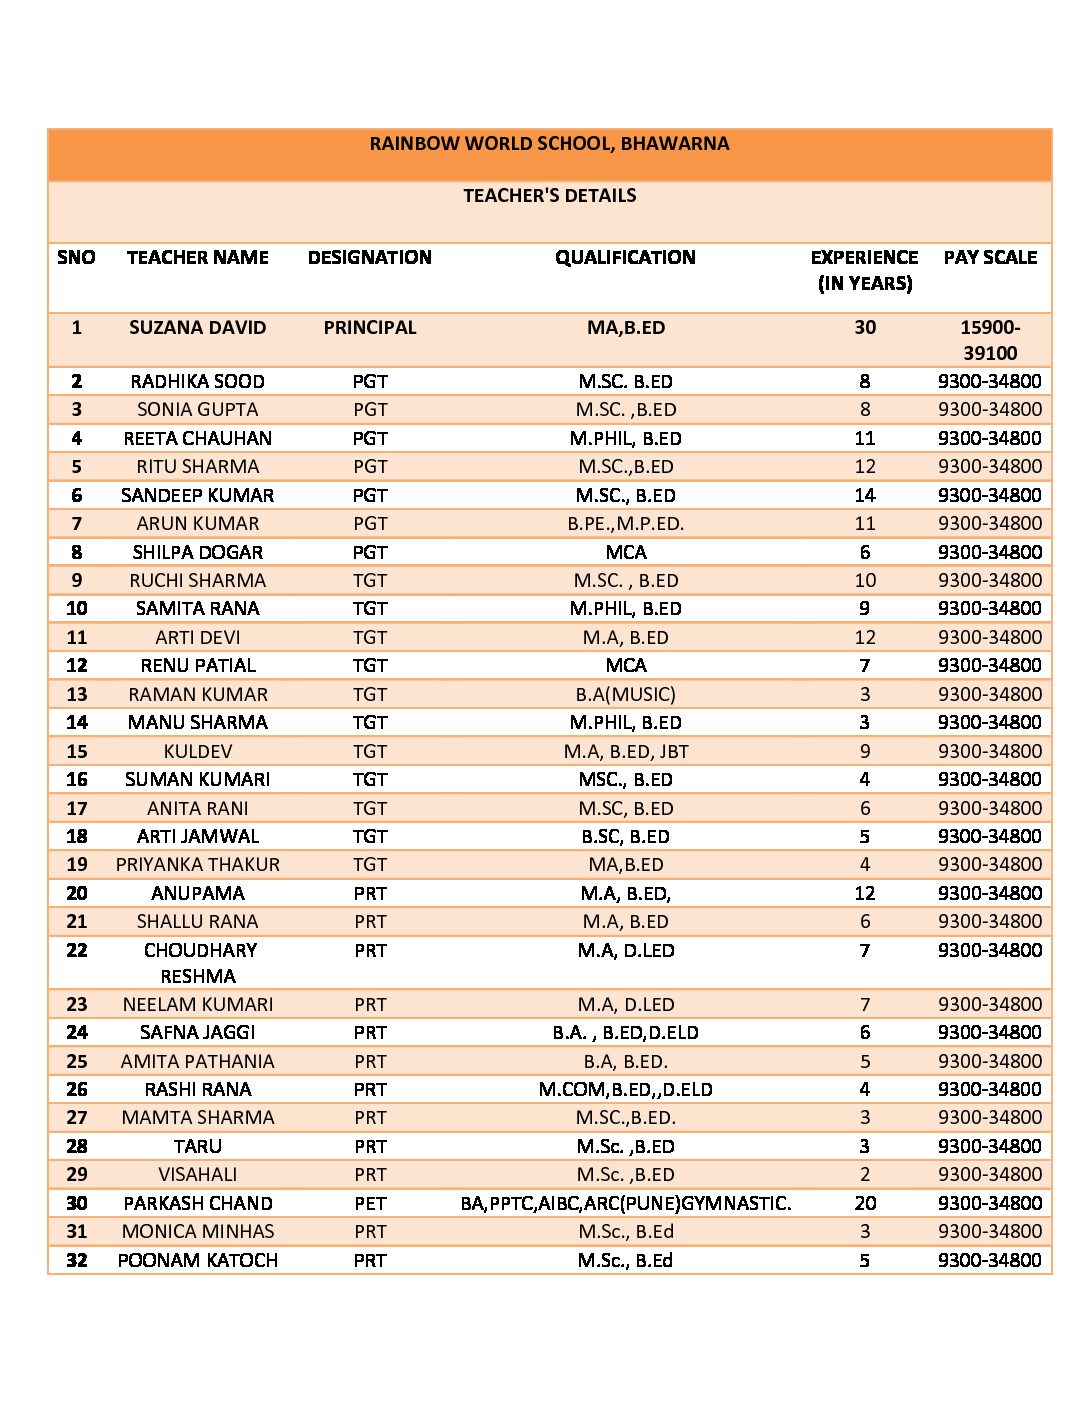 RAINBOW WORLD SCHOOL, BHAWARNA
TEACHER'S DETAILS
SNO TEACHER NAME DESIGNATION QUALIFICATION EXPERIENCE (IN YEARS) PAY SCALE
1 SUZANA DAVID PRINCIPAL MA,B.ED 30 15900-39100
2 RADHIKA SOOD PGT M.SC. B.ED 8 9300-34800
3 SONIA GUPTA PGT M.SC. ,B.ED 8 9300-34800
4 REETA CHAUHAN PGT M.PHIL, B.ED 11 9300-34800
5 RITU SHARMA PGT M.SC.,B.ED 12 9300-34800
6 SANDEEP KUMAR PGT M.SC., B.ED 14 9300-34800
7 ARUN KUMAR PGT B.PE.,M.P.ED. 11 9300-34800
8 SHILPA DOGAR PGT MCA 6 9300-34800
9 RUCHI SHARMA TGT M.SC. , B.ED 10 9300-34800
10 SAMITA RANA TGT M.PHIL, B.ED 9 9300-34800
11 ARTI DEVI TGT M.A, B.ED 12 9300-34800
12 RENU PATIAL TGT MCA 7 9300-34800
13 RAMAN KUMAR TGT B.A(MUSIC) 3 9300-34800
14 MANU SHARMA TGT M.PHIL, B.ED 3 9300-34800
15 KULDEV TGT M.A, B.ED, JBT 9 9300-34800
16 SUMAN KUMARI TGT MSC., B.ED 4 9300-34800
17 ANITA RANI TGT M.SC, B.ED 6 9300-34800
18 ARTI JAMWAL TGT B.SC, B.ED 5 9300-34800
19 PRIYANKA THAKUR TGT MA,B.ED 4 9300-34800
20 ANUPAMA PRT M.A, B.ED, 12 9300-34800
21 SHALLU RANA PRT M.A, B.ED 6 9300-34800
22 CHOUDHARY RESHMA PRT M.A, D.LED 7 9300-34800
23 NEELAM KUMARI PRT M.A, D.LED 7 9300-34800
24 SAFNA JAGGI PRT B.A. , B.ED,D.ELD 6 9300-34800
25 AMITA PATHANIA PRT B.A, B.ED. 5 9300-34800
26 RASHI RANA PRT M.COM,B.ED,,D.ELD 4 9300-34800
27 MAMTA SHARMA PRT M.SC.,B.ED. 3 9300-34800
28 TARU PRT M.Sc. ,B.ED 3 9300-34800
29 VISAHALI PRT M.Sc. ,B.ED 2 9300-34800
30 PARKASH CHAND PET BA,PPTC,AIBC,ARC(PUNE)GYMNASTIC. 20 9300-34800
31 MONICA MINHAS PRT M.Sc., B.Ed 3 9300-34800
32 POONAM KATOCH PRT M.Sc., B.Ed 5 9300-34800